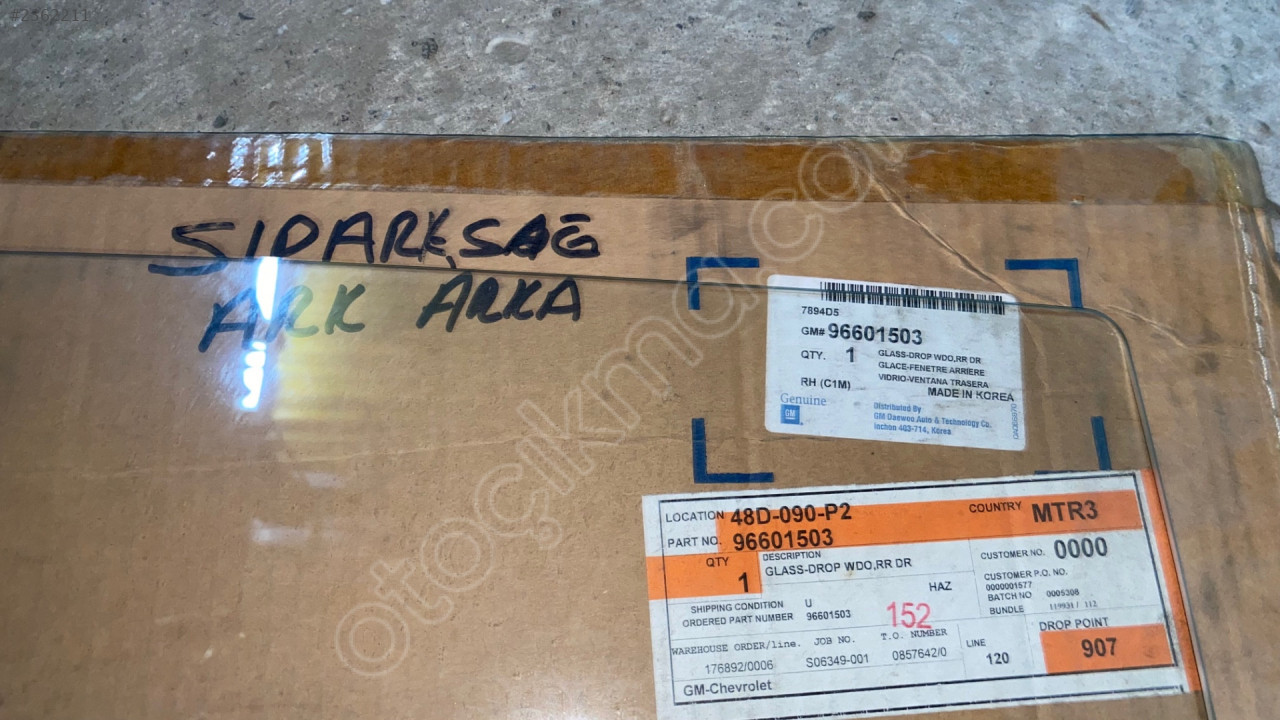 SIDARK, SAĞ
ARK ARKA
otoçıkma.com
7894D5
GM# 96601503
QTY. 1
GLASS-DROP WDO,RR DR
GLACE-FENETRE ARRIERE
VIDRIO-VENTANA TRASERA
RH (C1M)
MADE IN KOREA
Genuine
GM
Distributed By
GM Daewoo Auto & Technology Co.
Inchon 403-714, Korea
LOCATION 48D-090-P2
COUNTRY MTR3
PART NO. 96601503
QTY 1
DESCRIPTION
GLASS-DROP WDO,RR DR
CUSTOMER NO. 0000
HAZ
CUSTOMER P.O. NO.
0000001577
BATCH NO 0005308
BUNDLE 119931 / 112
SHIPPING CONDITION U
ORDERED PART NUMBER 96601503
152
WAREHOUSE ORDER/line. JOB NO. T.O. NUMBER
176892/0006 S06349-001 0857642/0
LINE
120
DROP POINT
907
GM-Chevrolet